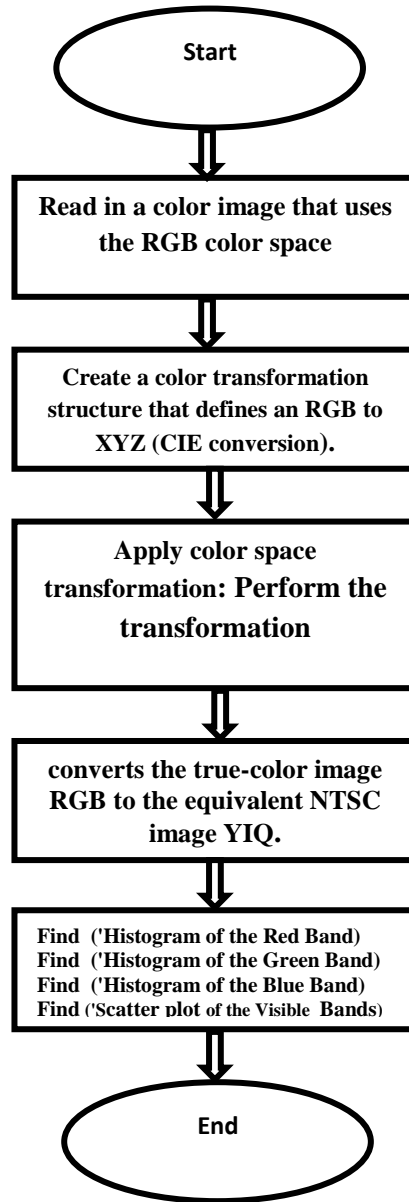 Start
Read in a color image that uses
the RGB color space
Create a color transformation
structure that defines an RGB to
XYZ (CIE conversion).
Apply color space
transformation: Perform the
transformation
converts the true-color image
RGB to the equivalent NTSC
image YIQ.
Find ('Histogram of the Red Band)
Find ('Histogram of the Green Band)
Find ('Histogram of the Blue Band)
Find ('Scatter plot of the Visible Bands)
End